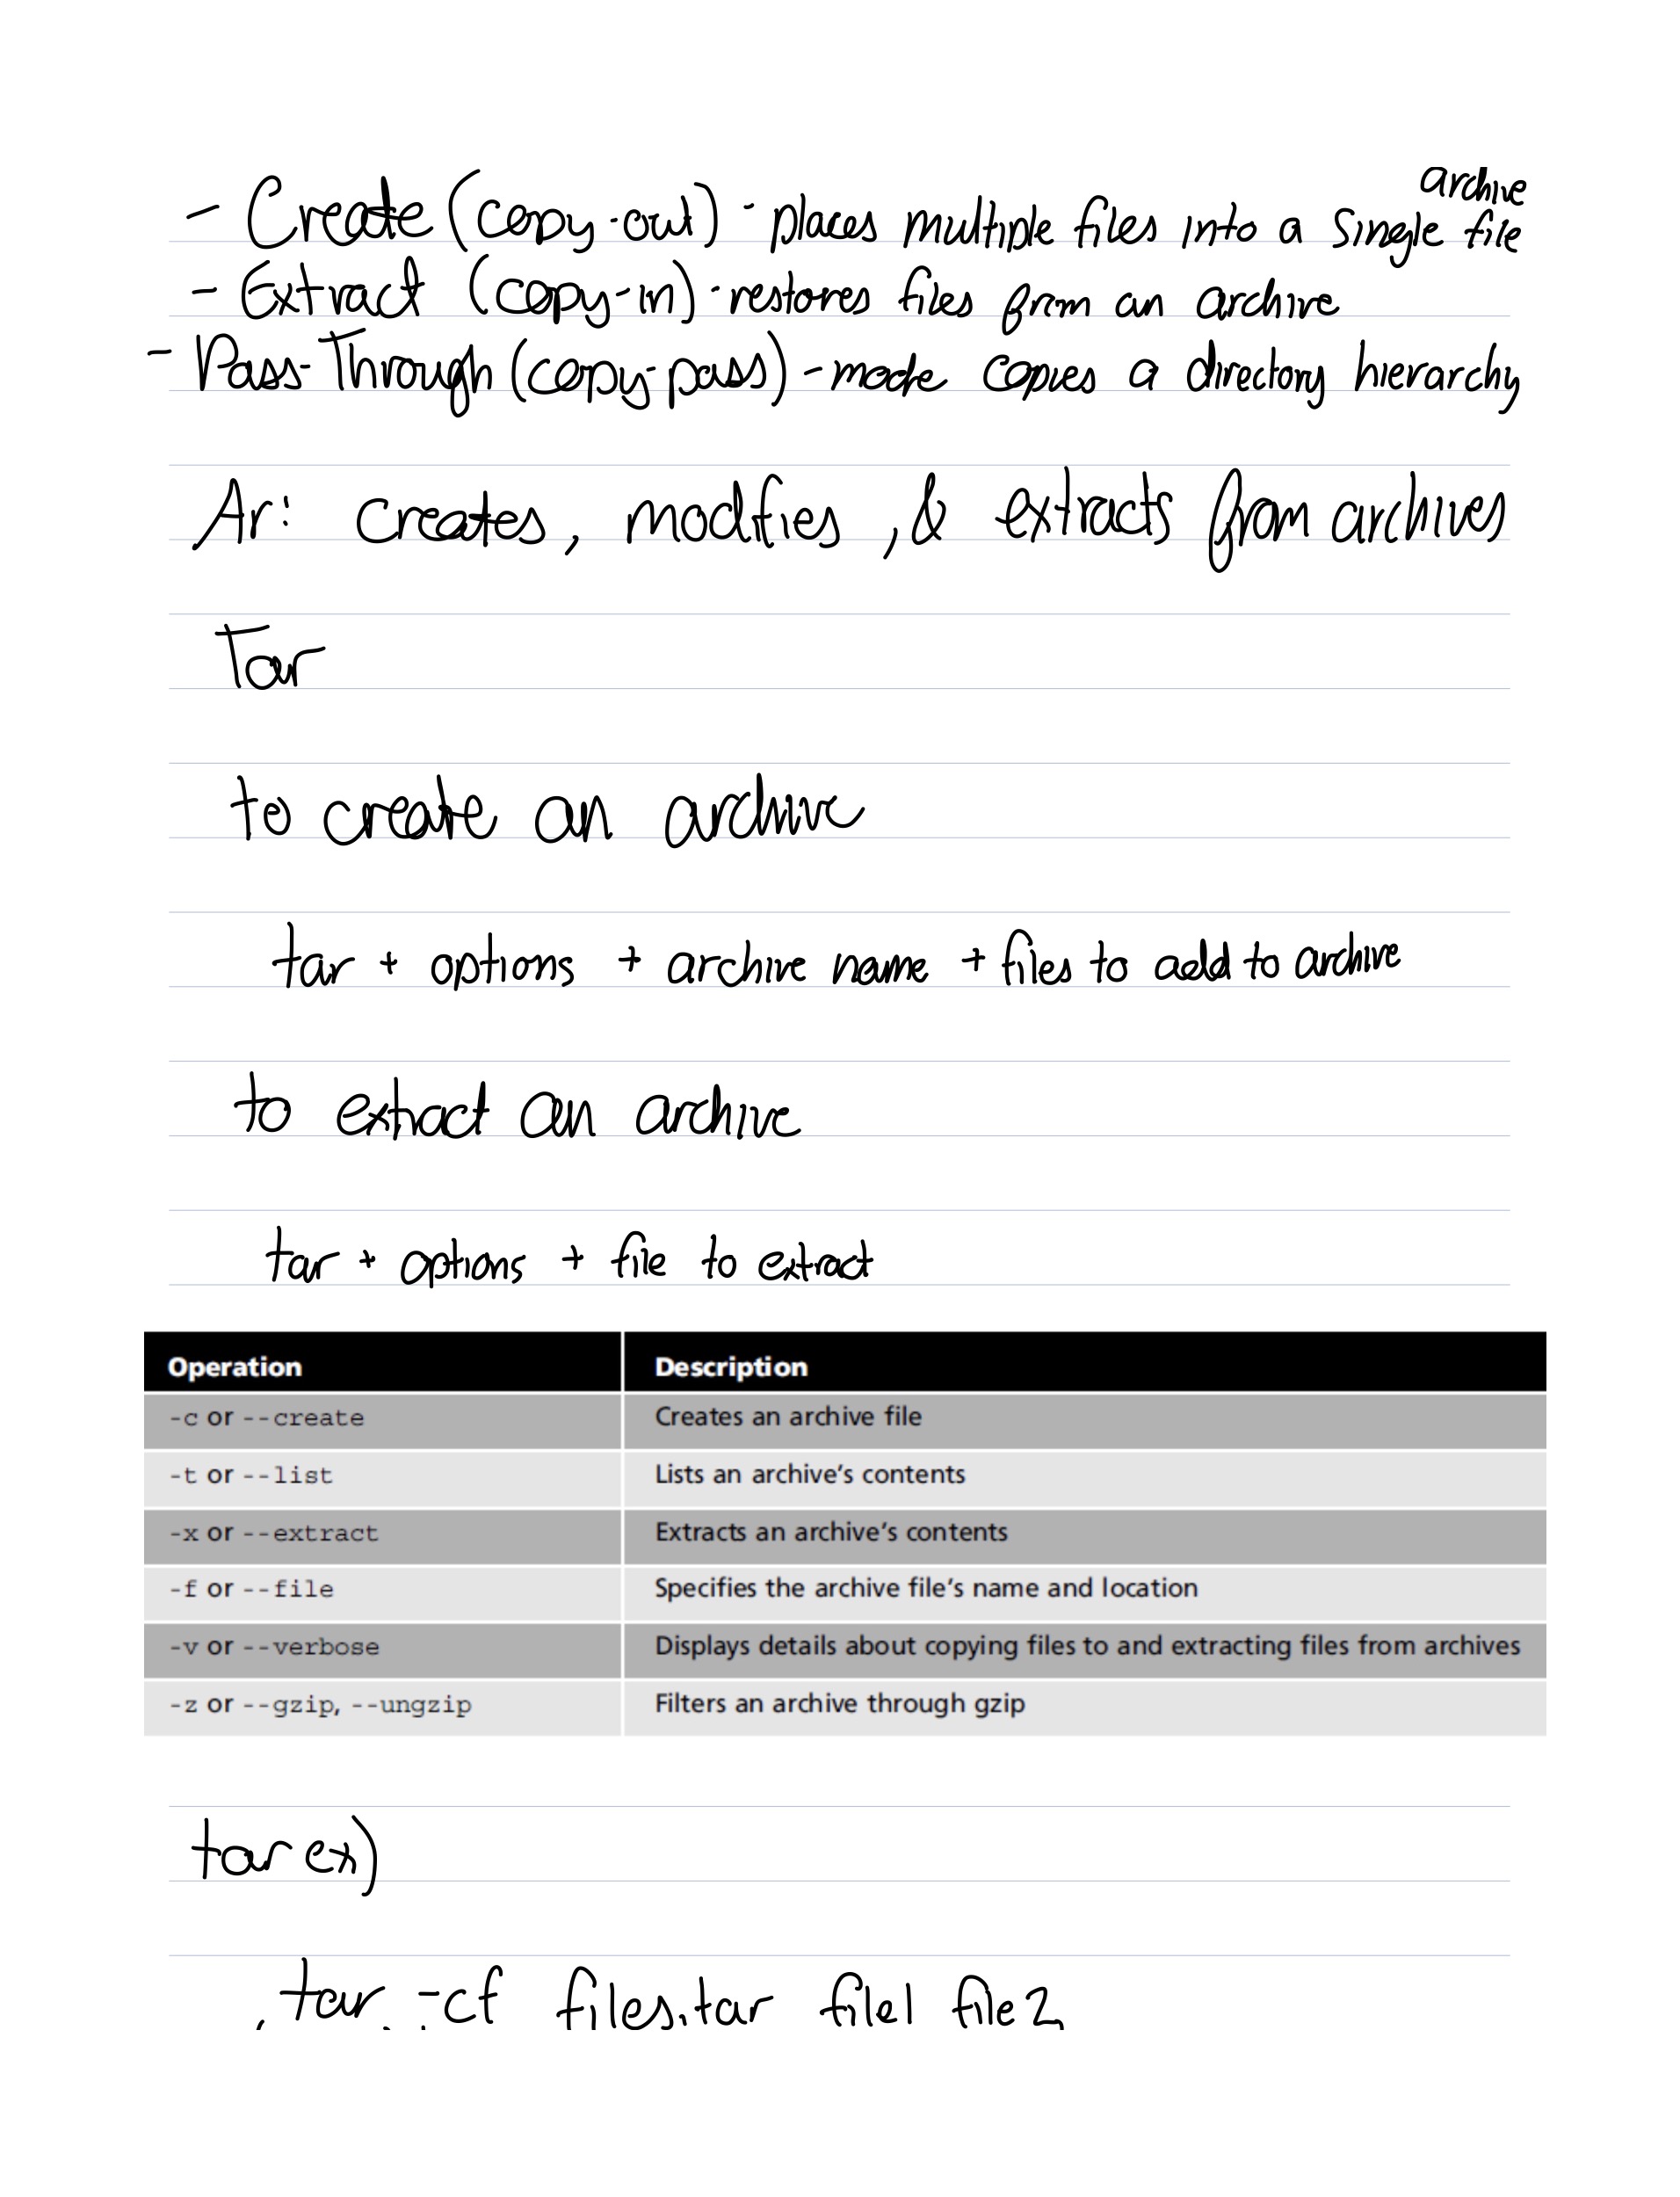 - Create (copy-out) - places multiple files into a single archive file
- Extract (copy-in) - restores files from an archive
- Pass-Through (copy-pass) - mode copies a directory hierarchy
Ar: creates, modifies, & extracts from archives
Tar
to create an archive
tar + options + archive name + files to add to archive
to extract an archive
tar + options + file to extract
Operation Description
-c or --create Creates an archive file
-t or --list Lists an archive's contents
-x or --extract Extracts an archive's contents
-f or --file Specifies the archive file's name and location
-v or --verbose Displays details about copying files to and extracting files from archives
-z or --gzip, --ungzip Filters an archive through gzip
tar ex)
tar -cf files.tar file1 file2